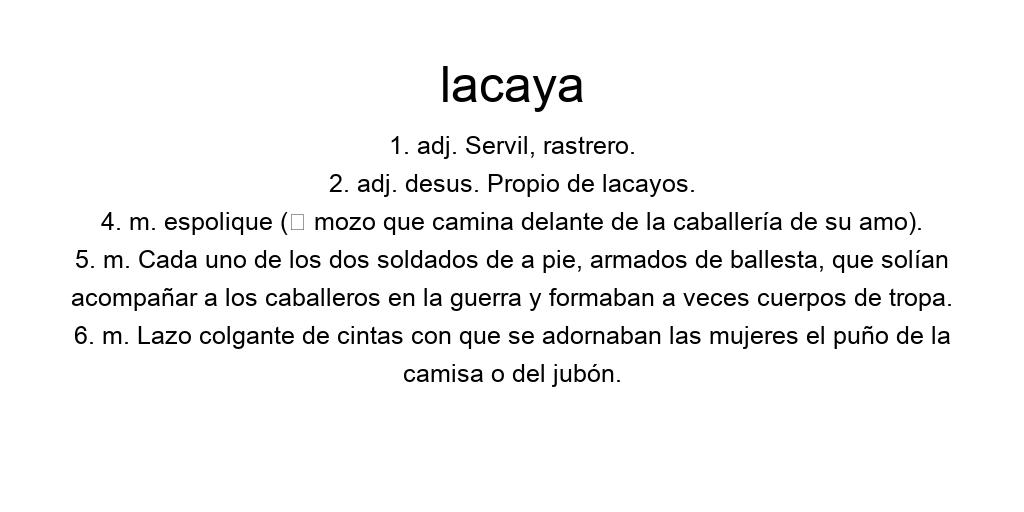 lacaya
1. adj. Servil, rastrero.
2. adj. desus. Propio de lacayos.
4. m. espolique (□ mozo que camina delante de la caballería de su amo).
5. m. Cada uno de los dos soldados de a pie, armados de ballesta, que solían
acompañar a los caballeros en la guerra y formaban a veces cuerpos de tropa.
6. m. Lazo colgante de cintas con que se adornaban las mujeres el puño de la
camisa o del jubón.